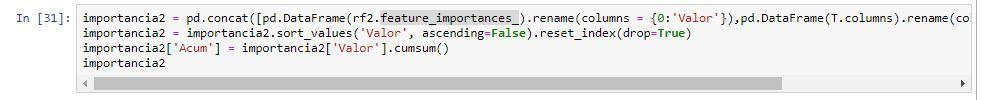 In [31]: importancia2 = pd.concat([pd.DataFrame(rf2.feature_importances_).rename(columns = {0:'Valor'}),pd.DataFrame(T.columns).rename(co
importancia2 = importancia2.sort_values('Valor', ascending=False).reset_index(drop=True)
importancia2['Acum'] = importancia2['Valor'].cumsum()
importancia2